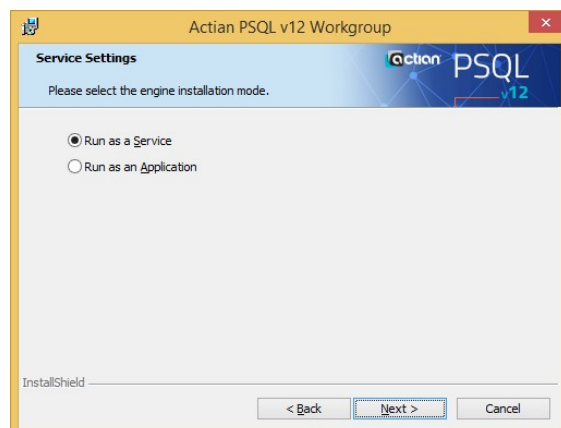 Actian PSQL v12 Workgroup
Service Settings
Please select the engine installation mode.
actian PSQL
v12
Run as a Service
Run as an Application
InstallShield
< Back Next > Cancel